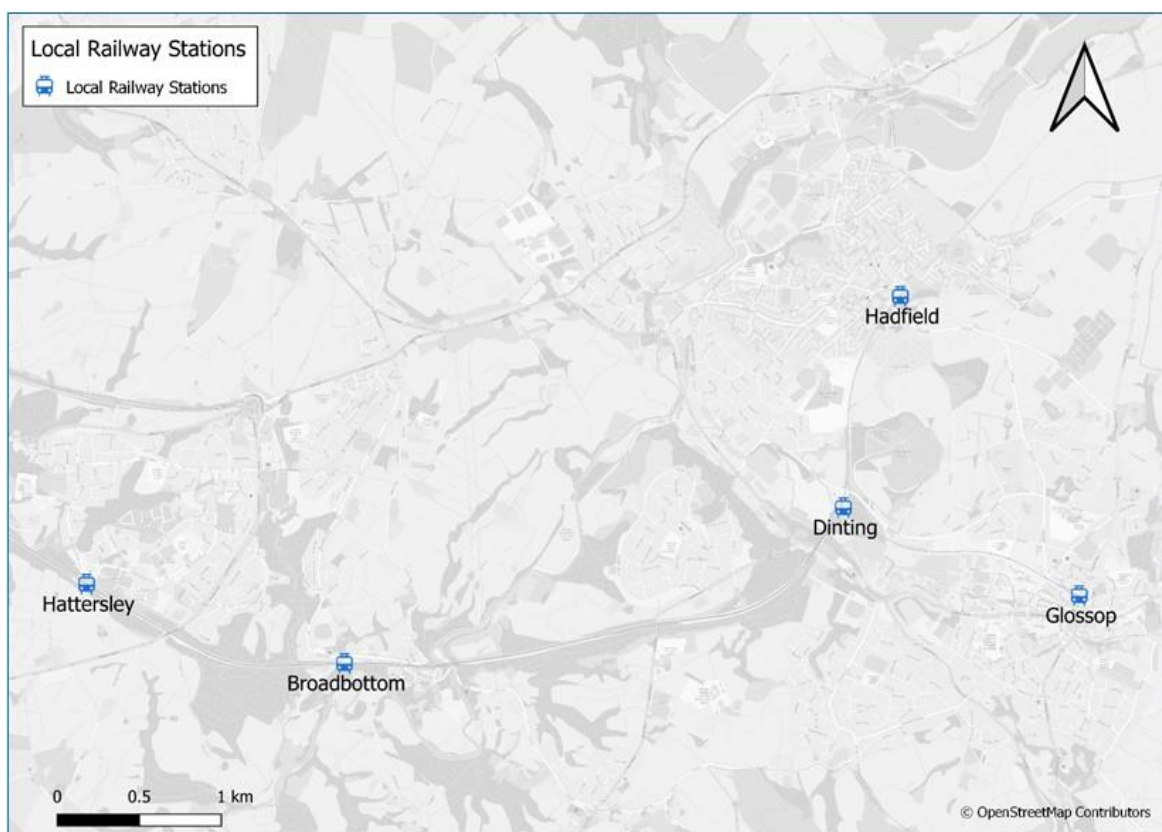 Local Railway Stations
Local Railway Stations
Hadfield
Dinting
Hattersley
Glossop
Broadbottom
0 0.5 1 km
© OpenStreetMap Contributors